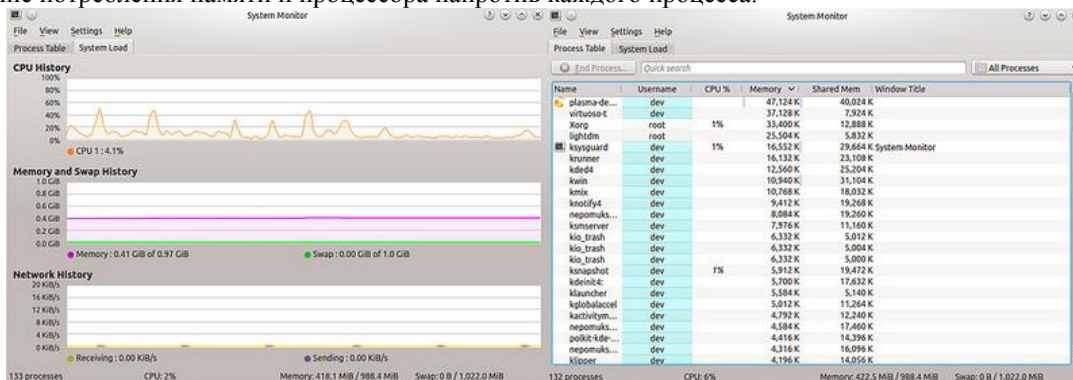 ние потребления памяти и процессора напротив каждого процесса.
System Monitor
File View Settings Help
Process Table System Load
CPU History
100%
80%
60%
40%
20%
0%
CPU 1 : 4.1%
Memory and Swap History
1.0 GiB
0.8 GiB
0.6 GiB
0.4 GiB
0.2 GiB
0.0 GiB
Memory : 0.41 GiB of 0.97 GiB Swap : 0.00 GiB of 1.0 GiB
Network History
20 KiB/s
16 KiB/s
12 KiB/s
8 KiB/s
4 KiB/s
0 KiB/s
Receiving : 0.00 KiB/s Sending : 0.00 KiB/s
133 processes CPU: 2% Memory: 418.1 MiB / 988.4 MiB Swap: 0 B / 1,022.0 MiB
System Monitor
File View Settings Help
Process Table System Load
End Process... Quick search All Processes
Name Username CPU % Memory Shared Mem Window Title
plasma-de... dev 47,124 K 40,024 K
virtuoso-t dev 37,128 K 7,924 K
Xorg root 1% 33,400 K 12,888 K
lightdm root 25,504 K 5,832 K
ksysguard dev 1% 16,552 K 29,664 K System Monitor
krunner dev 16,132 K 23,108 K
kded4 dev 12,560 K 25,204 K
kwin dev 10,940 K 31,104 K
kmix dev 10,768 K 18,032 K
knotify4 dev 9,412 K 19,268 K
nepomuks... dev 8,084 K 19,260 K
ksmserver dev 7,976 K 11,160 K
kio_trash dev 6,332 K 5,012 K
kio_trash dev 6,332 K 5,004 K
kio_trash dev 6,332 K 5,000 K
ksnapshot dev 1% 5,912 K 19,472 K
kdeinit4: dev 5,700 K 17,632 K
klauncher dev 5,584 K 5,140 K
kglobalaccel dev 5,012 K 11,264 K
kactivitym... dev 4,792 K 12,240 K
nepomuks... dev 4,584 K 17,460 K
polkit-kde-... dev 4,416 K 14,396 K
nepomuks... dev 4,316 K 16,096 K
klipper dev 4,196 K 14,056 K
132 processes CPU: 6% Memory: 422.5 MiB / 988.4 MiB Swap: 0 B / 1,022.0 MiB